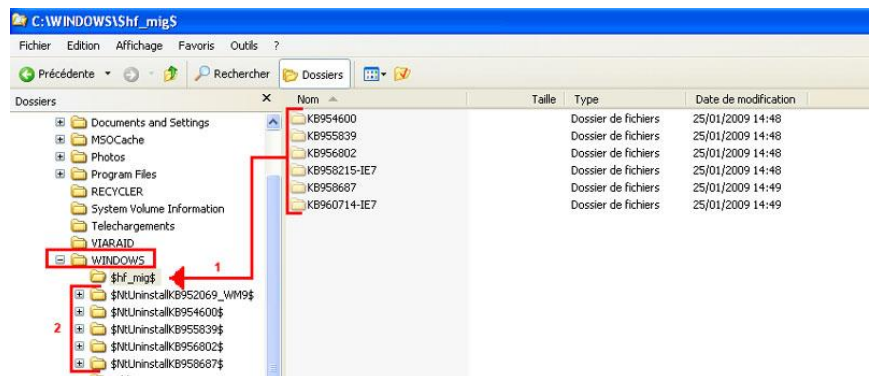 C:\WINDOWS\$hf_mig$
Fichier Edition Affichage Favoris Outils ?
Précédente Rechercher Dossiers
Dossiers
Documents and Settings
MSOCache
Photos
Program Files
RECYCLER
System Volume Information
Telechargements
VIARAID
WINDOWS
$hf_mig$
$NtUninstallKB952069_WM9$
$NtUninstallKB954600$
$NtUninstallKB955839$
$NtUninstallKB956802$
$NtUninstallKB958687$
1
2
Nom Taille Type Date de modification
KB954600 Dossier de fichiers 25/01/2009 14:48
KB955839 Dossier de fichiers 25/01/2009 14:48
KB956802 Dossier de fichiers 25/01/2009 14:48
KB958215-IE7 Dossier de fichiers 25/01/2009 14:48
KB958687 Dossier de fichiers 25/01/2009 14:49
KB960714-IE7 Dossier de fichiers 25/01/2009 14:49